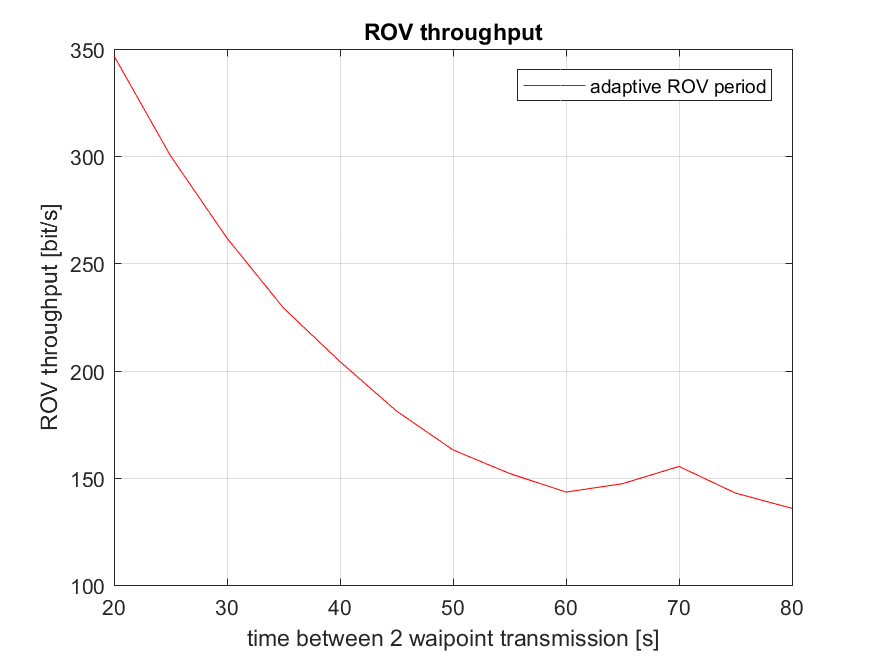 ROV throughput
adaptive ROV period
ROV throughput [bit/s]
350
300
250
200
150
100
20 30 40 50 60 70 80
time between 2 waipoint transmission [s]